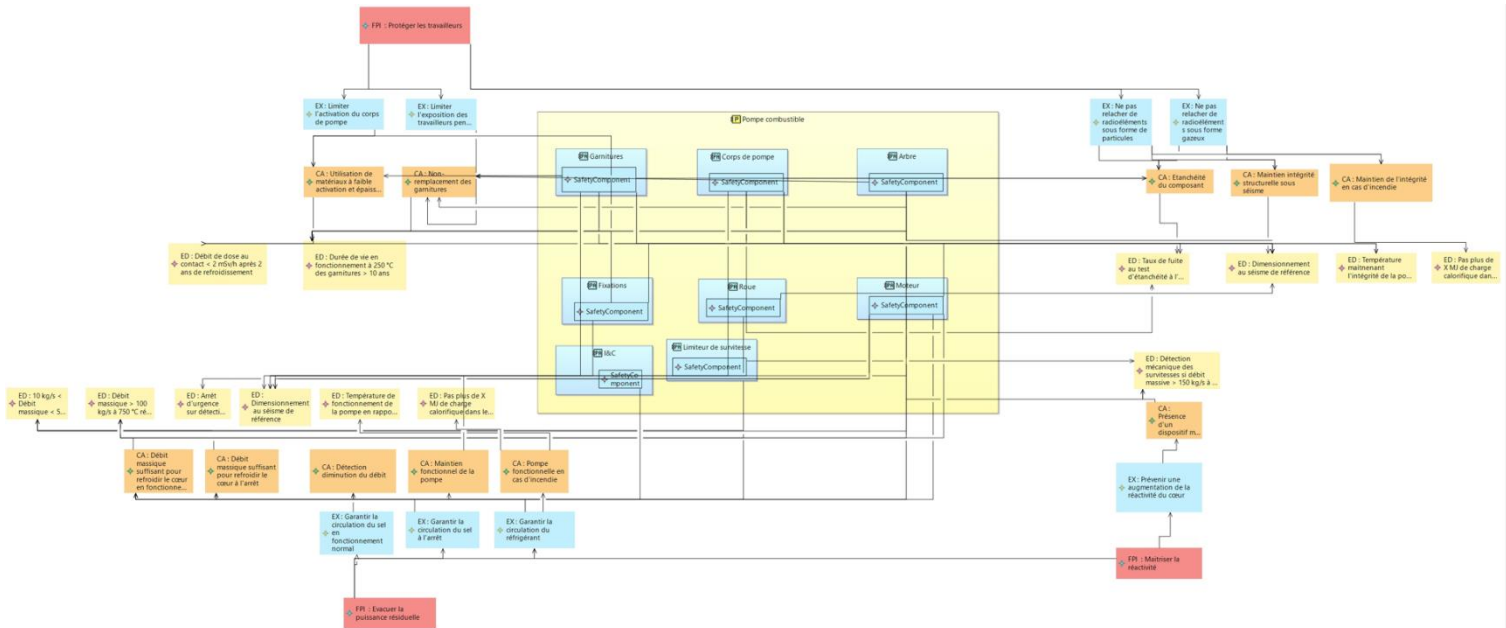 FPI : Protéger les travailleurs
EX : Limiter
l'activation du corps
de pompe
EX : Limiter
l'exposition des
travailleurs pen...
EX : Ne pas
relacher de
radioéléments
sous forme de
particules
EX : Ne pas
relacher de
radioélément
s sous forme
gazeux
Pompe combustible
Garnitures
SafetyComponent
Corps de pompe
SafetyComponent
Arbre
SafetyComponent
CA : Utilisation de
matériaux à faible
activation et épaiss...
CA : Non-
remplacement des
garnitures
CA : Etanchéité
du composant
CA : Maintien intégrité
structurelle sous
séisme
CA : Maintien de l'intégrité
en cas d'incendie
ED : Débit de dose au
contact < 2 mSv/h après 2
ans de refroidissement
ED : Durée de vie en
fonctionnement à 250 °C
des garnitures > 10 ans
ED : Taux de fuite
au test
d'étanchéité à l'...
ED : Dimensionnement
au séisme de référence
ED : Température
maitnenant
l'intégrité de la po...
ED : Pas plus de
X MJ de charge
calorifique dan...
Fixations
SafetyComponent
Roue
SafetyComponent
Moteur
SafetyComponent
I&C
SafetyCo
mponent
Limiteur de survitesse
SafetyComponent
ED : Détection
mécanique des
survitesses si débit
massive > 150 kg/s à ...
ED : 10 kg/s <
Débit
massique < 5...
ED : Débit
massique > 100
kg/s à 750 °C ré...
ED : Arrêt
d'urgence
sur détecti...
ED :
Dimensionnement
au séisme de
référence
ED : Température de
fonctionnement de
la pompe en rappo...
ED : Pas plus de X
MJ de charge
calorifique dans le...
CA :
Présence
d'un
dispositif m...
CA : Débit
massique
suffisant pour
refroidir le cœur
en fonctionne...
CA : Débit
massique suffisant
pour refroidir le
cœur à l'arrêt
CA : Détection
diminution du débit
CA : Maintien
fonctionnel de la
pompe
CA : Pompe
fonctionnelle en
cas d'incendie
EX : Prévenir une
augmentation de la
réactivité du cœur
EX : Garantir la
circulation du sel
en
fonctionnement
normal
EX : Garantir la
circulation du sel
à l'arrêt
EX : Garantir la
circulation du
réfrigérant
FPI : Maitriser la
réactivité
FPI : Evacuer la
puissance résiduelle